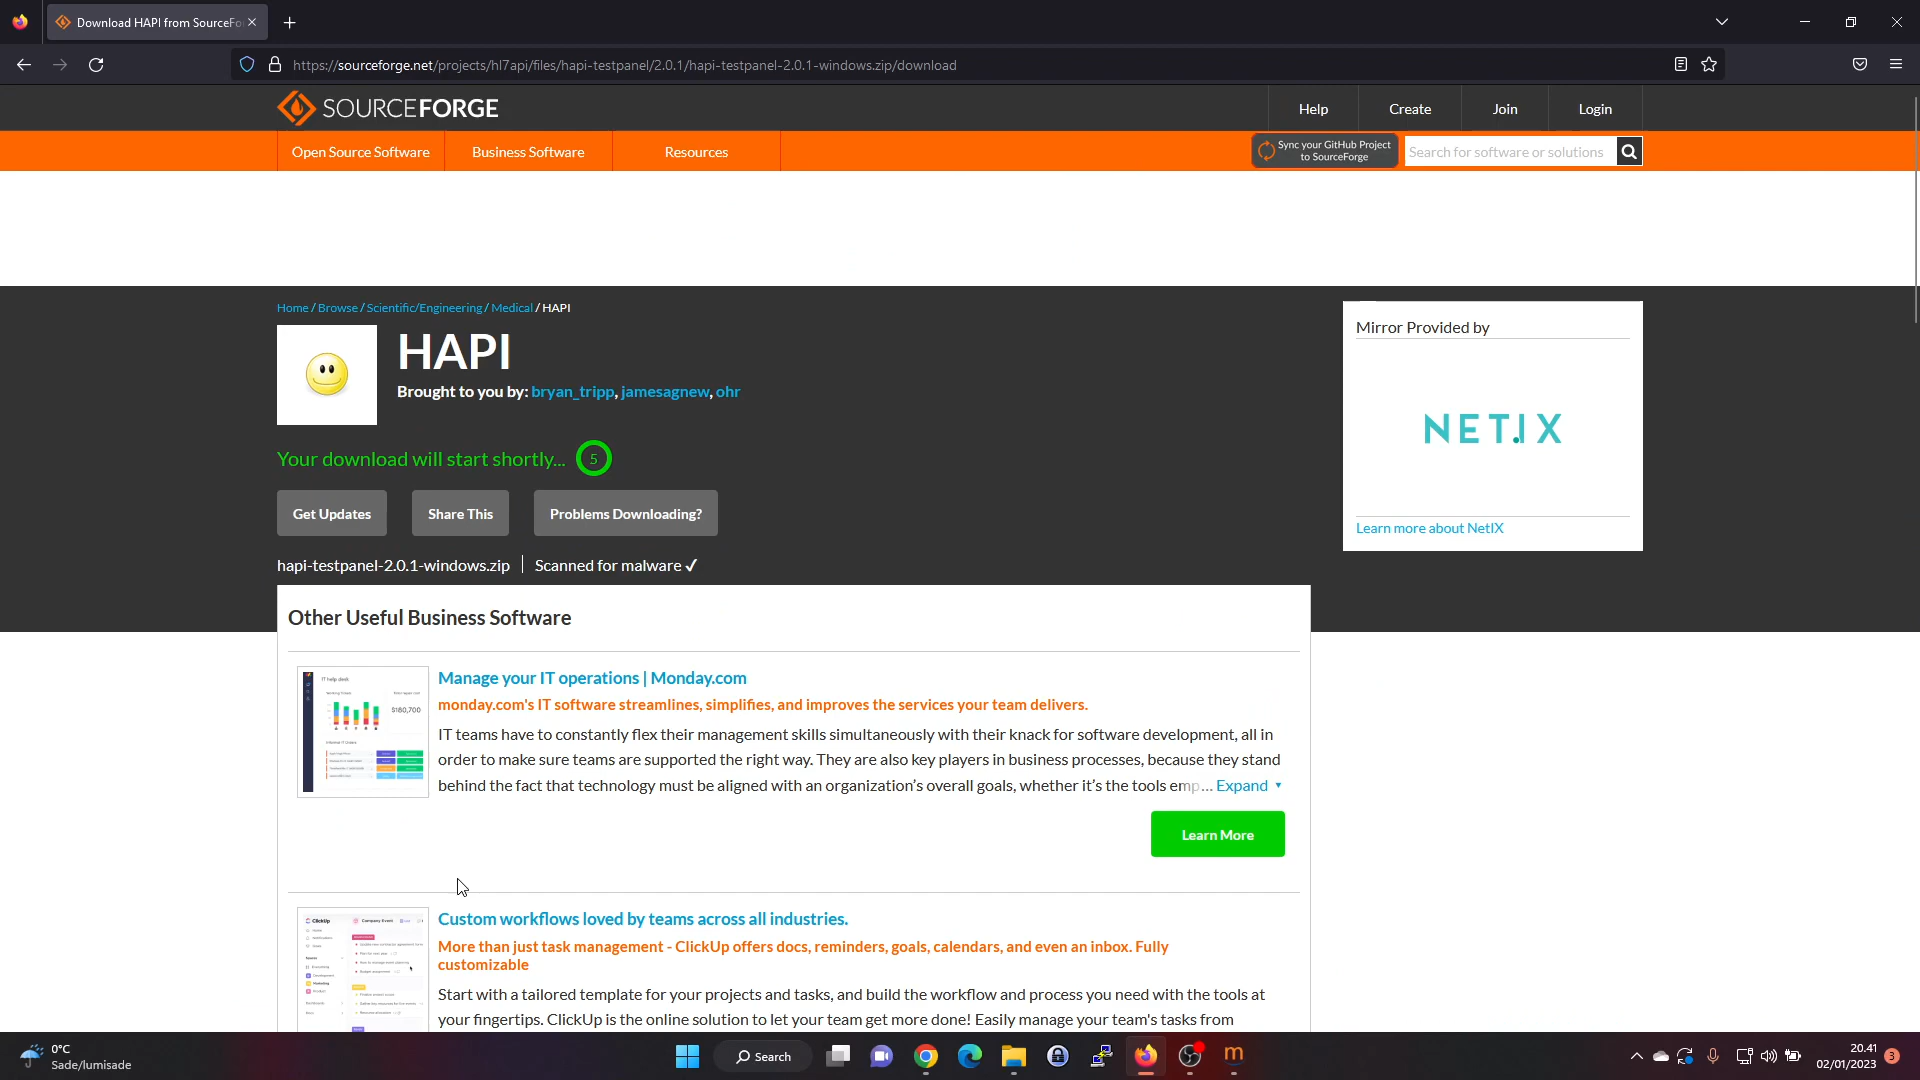 Download HAPI from SourceFo
https://sourceforge.net/projects/hl7api/files/hapi-testpanel/2.0.1/hapi-testpanel-2.0.1-windows.zip/download
SOURCEFORGE
Help
Create
Join
Login
Open Source Software
Business Software
Resources
Sync your GitHub Project
to SourceForge
Search for software or solutions
Home / Browse / Scientific/Engineering / Medical / HAPI
HAPI
Brought to you by: bryan_tripp, jamesagnew, ohr
Mirror Provided by
NETIX
Learn more about NetIX
Your download will start shortly... 5
Get Updates
Share This
Problems Downloading?
hapi-testpanel-2.0.1-windows.zip
Scanned for malware ✓
Other Useful Business Software
IT help desk
$180,700
Manage your IT operations | Monday.com
monday.com's IT software streamlines, simplifies, and improves the services your team delivers.
IT teams have to constantly flex their management skills simultaneously with their knack for software development, all in
order to make sure teams are supported the right way. They are also key players in business processes, because they stand
behind the fact that technology must be aligned with an organization’s overall goals, whether it’s the tools emp... Expand
Learn More
ClickUp
Company Event
Custom workflows loved by teams across all industries.
More than just task management - ClickUp offers docs, reminders, goals, calendars, and even an inbox. Fully
customizable
Start with a tailored template for your projects and tasks, and build the workflow and process you need with the tools at
your fingertips. ClickUp is the online solution to let your team get more done! Easily manage your team's tasks from
0°C
Sade/lumisade
Search
20.41
02/01/2023
3